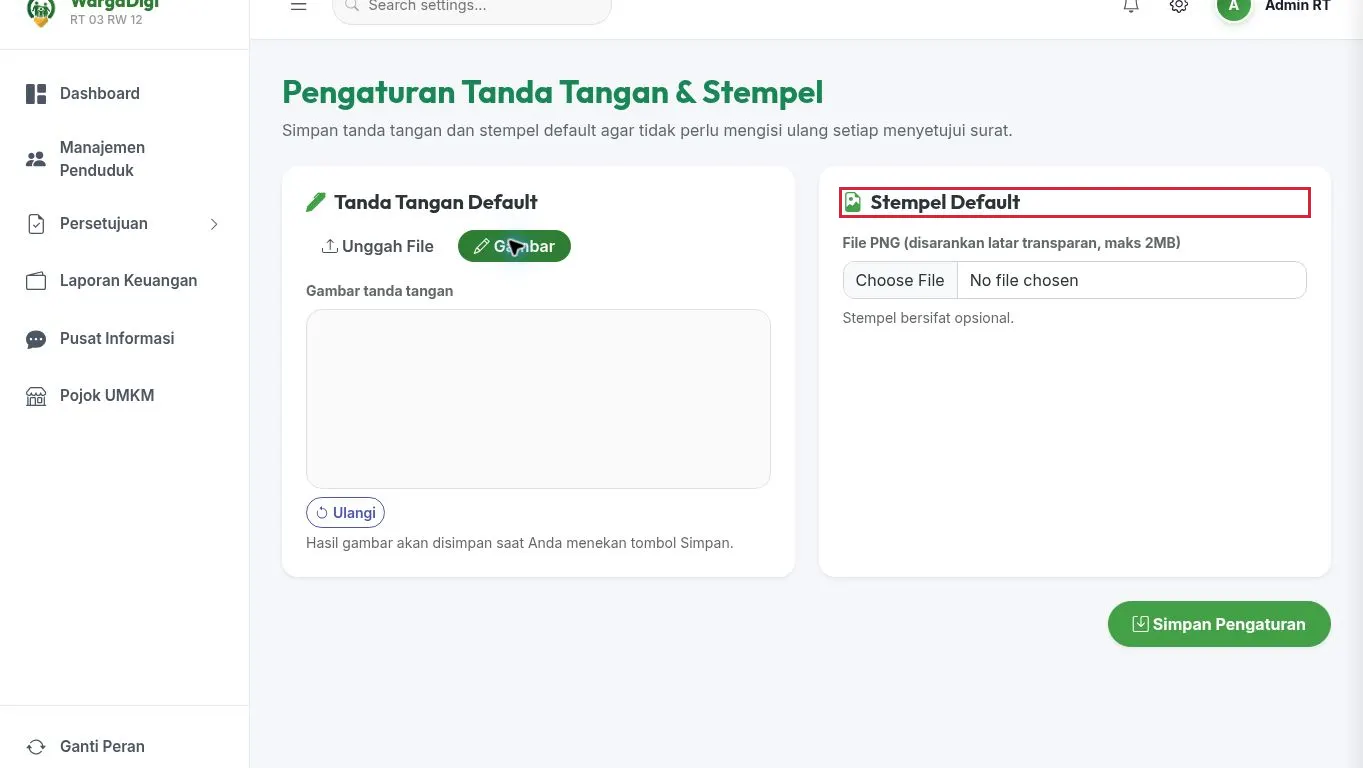 WargaDigi
RT 03 RW 12
Search settings...
A
Admin RT
Dashboard
Manajemen
Penduduk
Persetujuan
Laporan Keuangan
Pusat Informasi
Pojok UMKM
Ganti Peran
Pengaturan Tanda Tangan & Stempel
Simpan tanda tangan dan stempel default agar tidak perlu mengisi ulang setiap menyetujui surat.
Tanda Tangan Default
Unggah File
Gambar
Gambar tanda tangan
Ulangi
Hasil gambar akan disimpan saat Anda menekan tombol Simpan.
Stempel Default
File PNG (disarankan latar transparan, maks 2MB)
Choose File
No file chosen
Stempel bersifat opsional.
Simpan Pengaturan